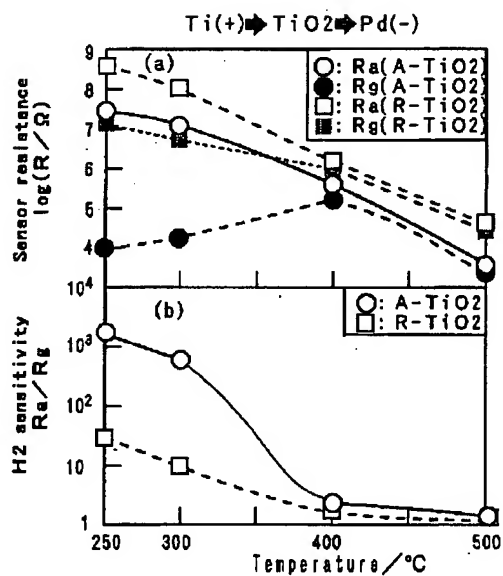 Ti(+)➡TiO2➡Pd(-)
(a)
○: Ra(A-TiO2)
●: Rg(A-TiO2)
□: Ra(R-TiO2)
■: Rg(R-TiO2)
Sensor resistance
log(R/Ω)
9
8
7
6
5
4
(b)
○: A-TiO2
□: R-TiO2
H2 sensitivity
Ra/Rg
10⁴
10³
10²
10
1
250 300 400 500
Temperature/°C